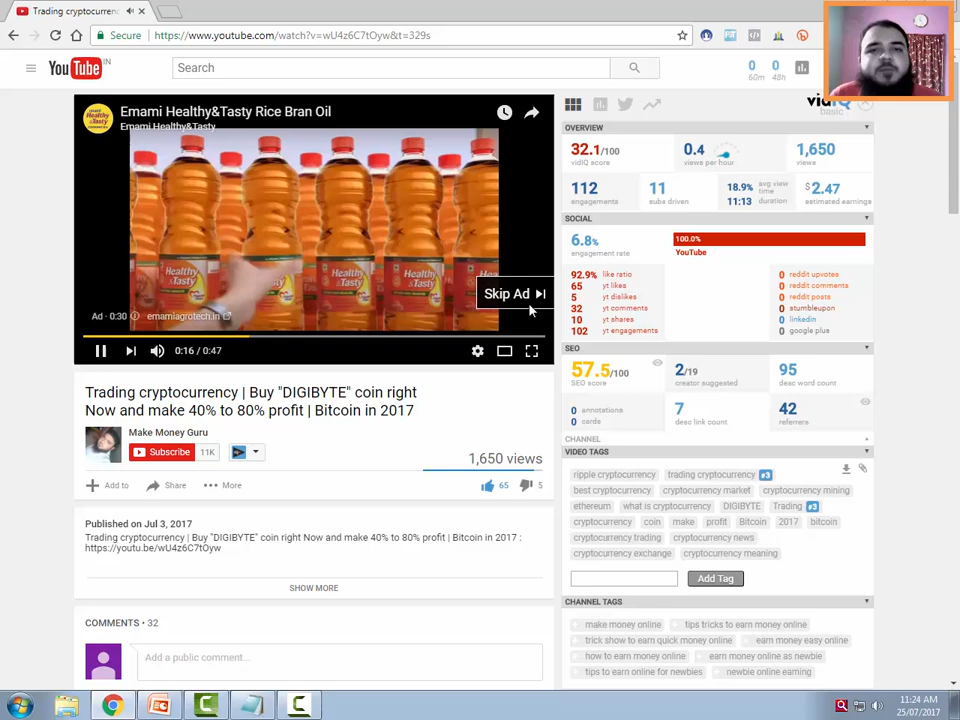 Trading cryptocurrenc
Secure
https://www.youtube.com/watch?v=wU4z6C7tOyw&t=329s
YouTube IN
Search
0 0
60m 48h
Emami Healthy&Tasty Rice Bran Oil
Emami Healthy&Tasty
Healthy &Tasty
Healthy &Tasty
Healthy &Tasty
Skip Ad
Ad · 0:30 emamiagrotech.in
0:16 / 0:47
Trading cryptocurrency | Buy "DIGIBYTE" coin right
Now and make 40% to 80% profit | Bitcoin in 2017
Make Money Guru
Subscribe 11K
1,650 views
Add to Share More
65 5
Published on Jul 3, 2017
Trading cryptocurrency | Buy "DIGIBYTE" coin right Now and make 40% to 80% profit | Bitcoin in 2017 :
https://youtu.be/wU4z6C7tOyw
SHOW MORE
COMMENTS • 32
Add a public comment...
vidIQ
basic
OVERVIEW
32.1/100
vidIQ score
0.4
views per hour
1,650
views
112
engagements
11
subs driven
18.9% avg view time
11:13 duration
$2.47
estimated earnings
SOCIAL
6.8%
engagement rate
100.0%
YouTube
92.9% like ratio
65 yt likes
5 yt dislikes
32 yt comments
10 yt shares
102 yt engagements
0 reddit upvotes
0 reddit comments
0 reddit posts
0 stumbleupon
0 linkedin
0 google plus
SEO
57.5/100
SEO score
2/19
creator suggested
95
desc word count
0 annotations
0 cards
7
desc link count
42
referrers
CHANNEL
VIDEO TAGS
ripple cryptocurrency trading cryptocurrency #3
best cryptocurrency cryptocurrency market cryptocurrency mining
ethereum what is cryptocurrency DIGIBYTE Trading #3
cryptocurrency coin make profit Bitcoin 2017 bitcoin
cryptocurrency trading cryptocurrency news
cryptocurrency exchange cryptocurrency meaning
Add Tag
CHANNEL TAGS
make money online tips tricks to earn money online
trick show to earn quick money online earn money easy online
how to earn money online earn money online as newbie
tips to earn online for newbies newbie online earning
11:24 AM
25/07/2017